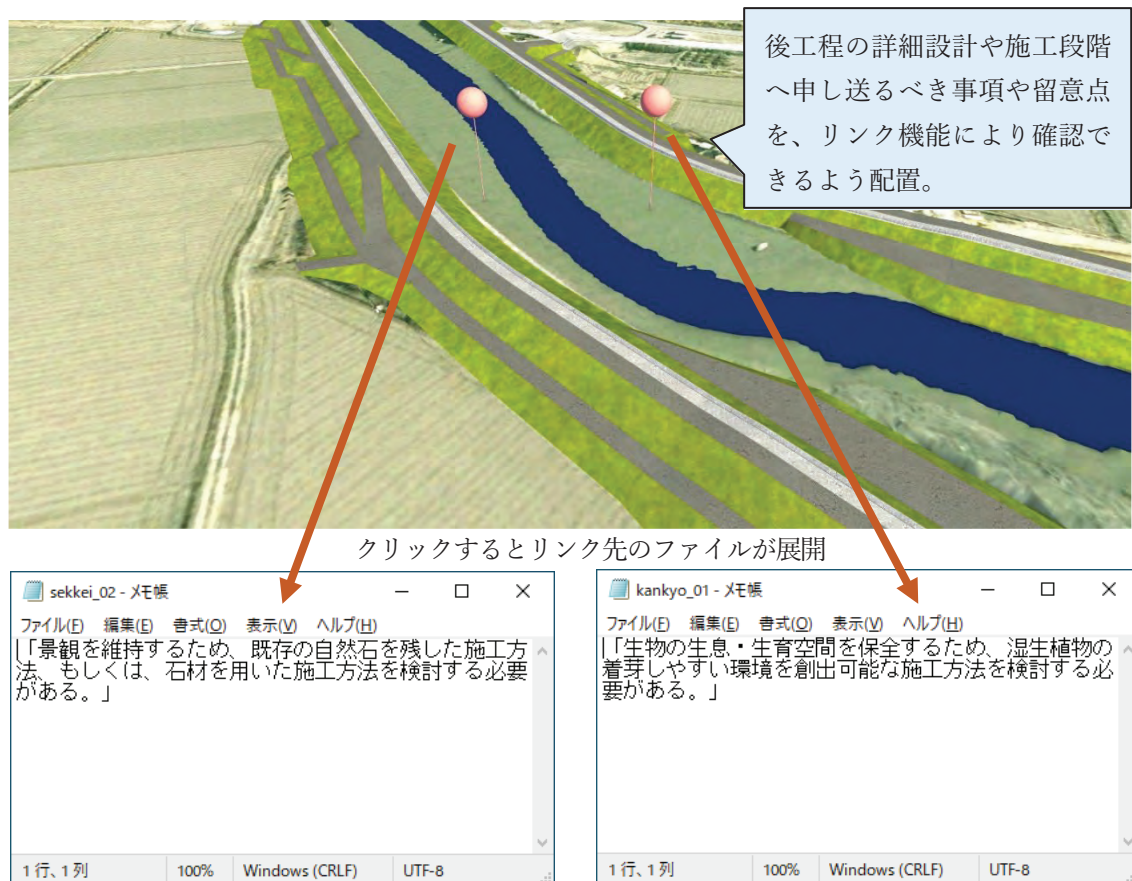 後工程の詳細設計や施工段階
へ申し送るべき事項や留意点
を、リンク機能により確認で
きるよう配置。
クリックするとリンク先のファイルが展開
sekkei_02 - メモ帳
ファイル(F) 編集(E) 書式(O) 表示(V) ヘルプ(H)
「景観を維持するため、既存の自然石を残した施工方
法、もしくは、石材を用いた施工方法を検討する必要
がある。」
1行、1列 100% Windows (CRLF) UTF-8
kankyo_01 - メモ帳
ファイル(F) 編集(E) 書式(O) 表示(V) ヘルプ(H)
「生物の生息・生育空間を保全するため、湿生植物の
着芽しやすい環境を創出可能な施工方法を検討する必
要がある。」
1行、1列 100% Windows (CRLF) UTF-8